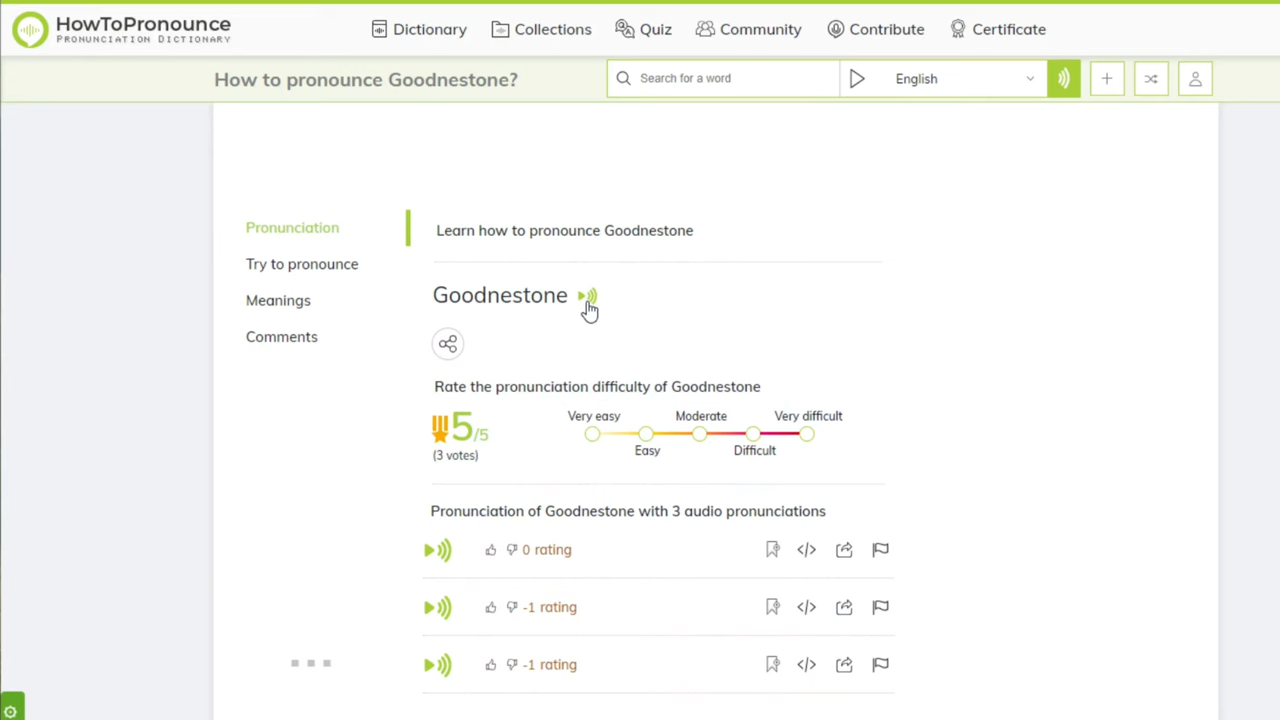 HowToPronounce
PRONUNCIATION DICTIONARY
Dictionary
Collections
Quiz
Community
Contribute
Certificate
How to pronounce Goodnestone?
Search for a word
English
Pronunciation
Try to pronounce
Meanings
Comments
Learn how to pronounce Goodnestone
Goodnestone
Rate the pronunciation difficulty of Goodnestone
5/5
(3 votes)
Very easy
Moderate
Very difficult
Easy
Difficult
Pronunciation of Goodnestone with 3 audio pronunciations
0 rating
-1 rating
-1 rating